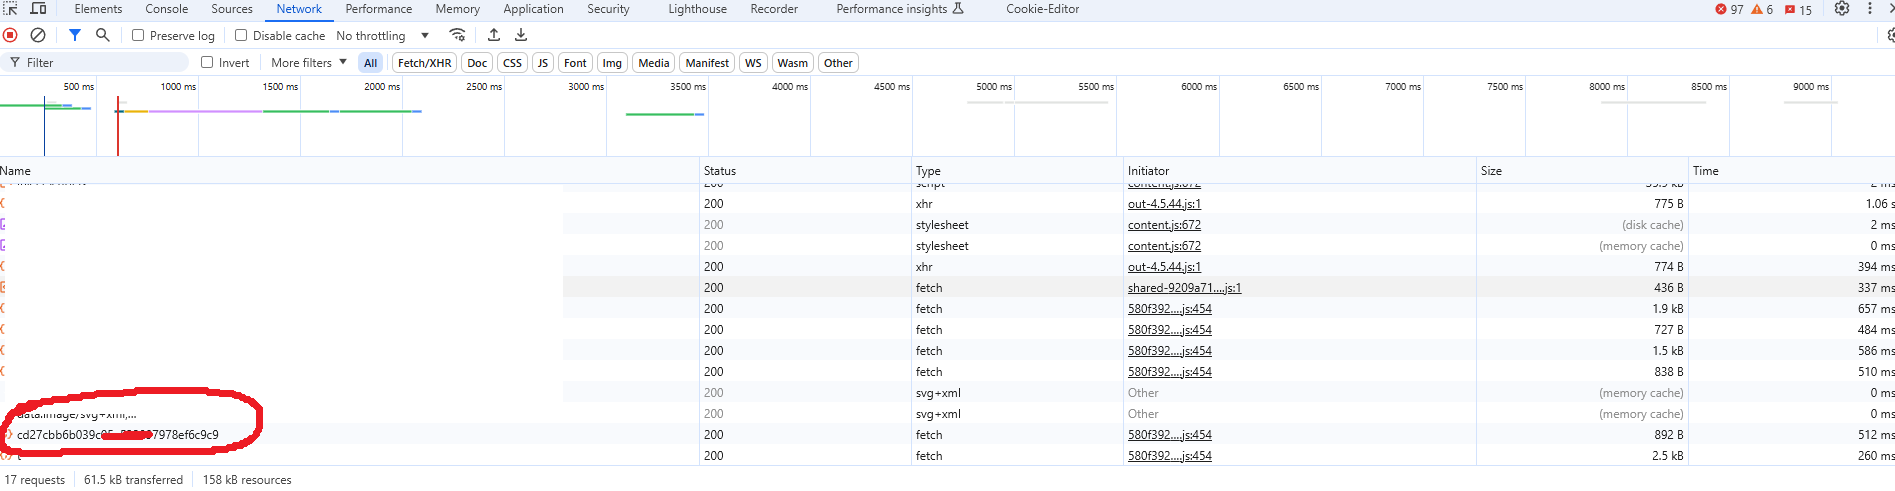 Elements Console Sources Network Performance Memory Application Security Lighthouse Recorder Performance insights Cookie-Editor 97 6 15
Preserve log Disable cache No throttling
Filter Invert More filters All Fetch/XHR Doc CSS JS Font Img Media Manifest WS Wasm Other
500 ms 1000 ms 1500 ms 2000 ms 2500 ms 3000 ms 3500 ms 4000 ms 4500 ms 5000 ms 5500 ms 6000 ms 6500 ms 7000 ms 7500 ms 8000 ms 8500 ms 9000 ms
Name Status Type Initiator Size Time
200 script content.js:672
200 xhr out-4.5.44.js:1 775 B 1.06 s
200 stylesheet content.js:672 (disk cache) 2 ms
200 stylesheet content.js:672 (memory cache) 0 ms
200 xhr out-4.5.44.js:1 774 B 394 ms
200 fetch shared-9209a71....js:1 436 B 337 ms
200 fetch 580f392....js:454 1.9 kB 657 ms
200 fetch 580f392....js:454 727 B 484 ms
200 fetch 580f392....js:454 1.5 kB 586 ms
200 fetch 580f392....js:454 838 B 510 ms
200 svg+xml Other (memory cache) 0 ms
data:image/svg+xml,... 200 svg+xml Other (memory cache) 0 ms
200 fetch 580f392....js:454 892 B 512 ms
200 fetch 580f392....js:454 2.5 kB 260 ms
17 requests 61.5 kB transferred 158 kB resources